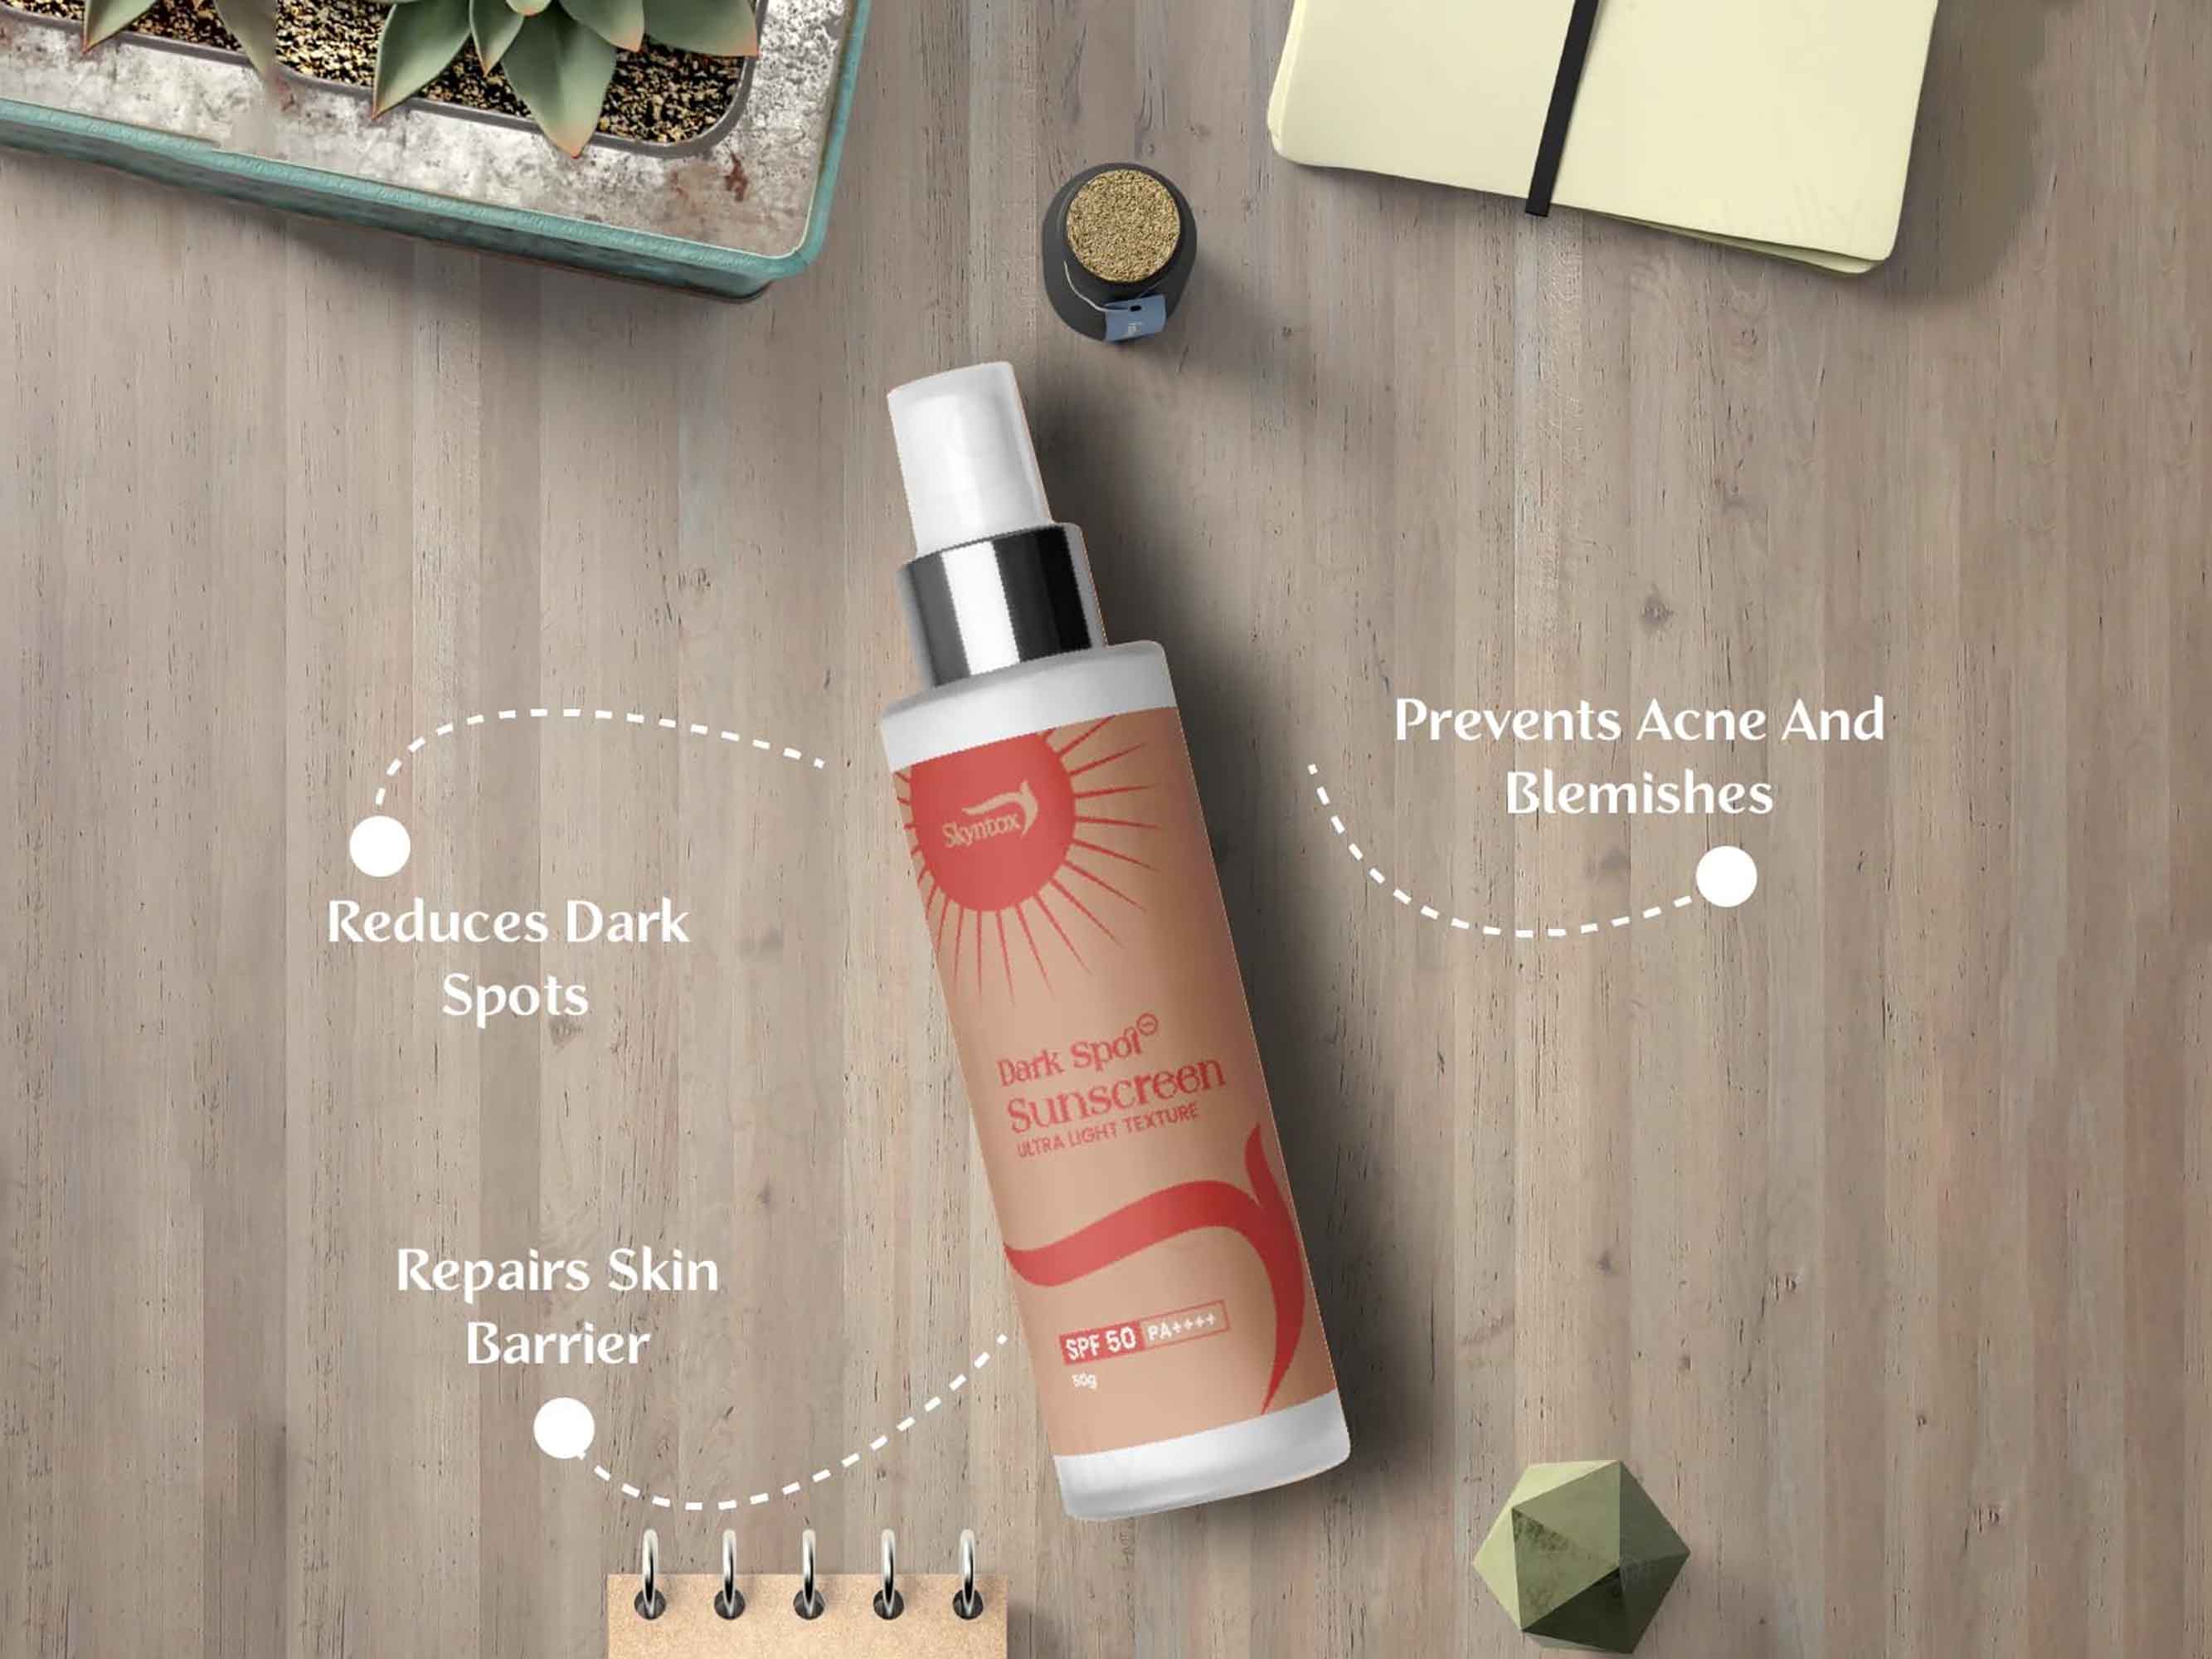 Prevents Acne And
Blemishes
Reduces Dark
Spots
Repairs Skin
Barrier
Skyntox
Dark Spot
Sunscreen
ULTRA LIGHT TEXTURE
SPF 50 PA++++
50g